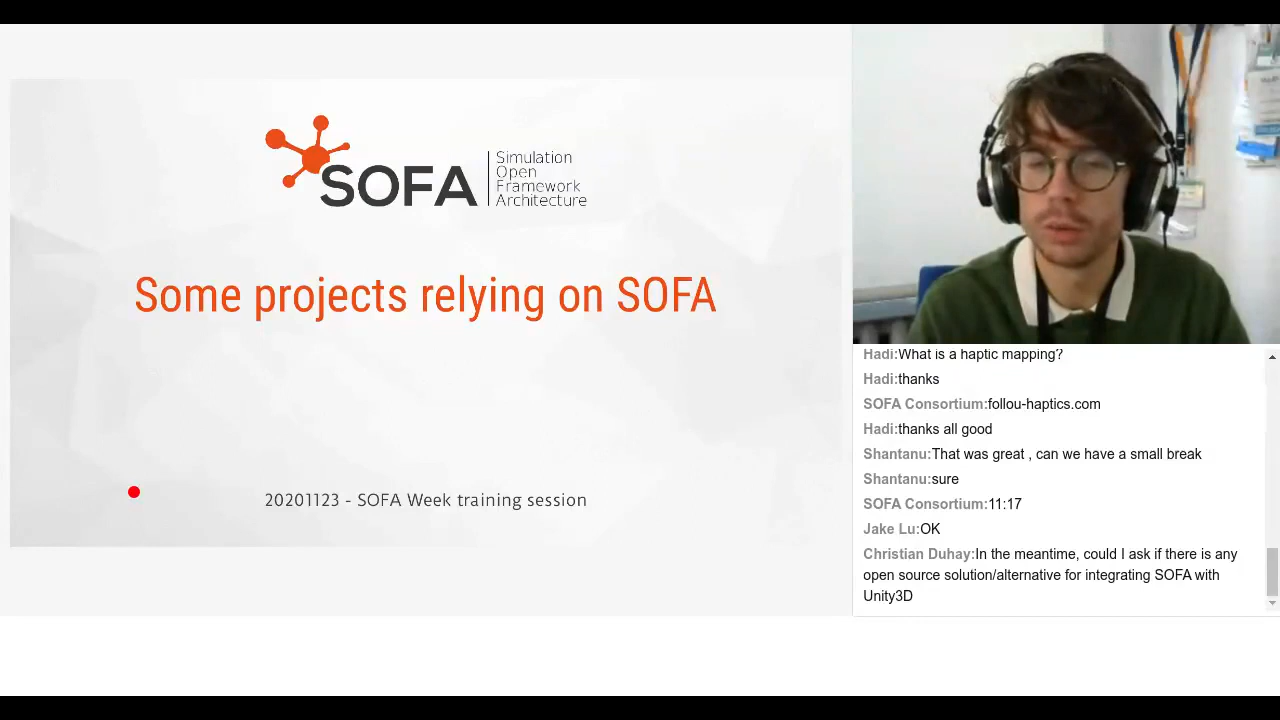 SOFA
Simulation
Open
Framework
Architecture
Some projects relying on SOFA
20201123 - SOFA Week training session
Hadi:What is a haptic mapping?
Hadi:thanks
SOFA Consortium:follou-haptics.com
Hadi:thanks all good
Shantanu:That was great , can we have a small break
Shantanu:sure
SOFA Consortium:11:17
Jake Lu:OK
Christian Duhay:In the meantime, could I ask if there is any
open source solution/alternative for integrating SOFA with
Unity3D